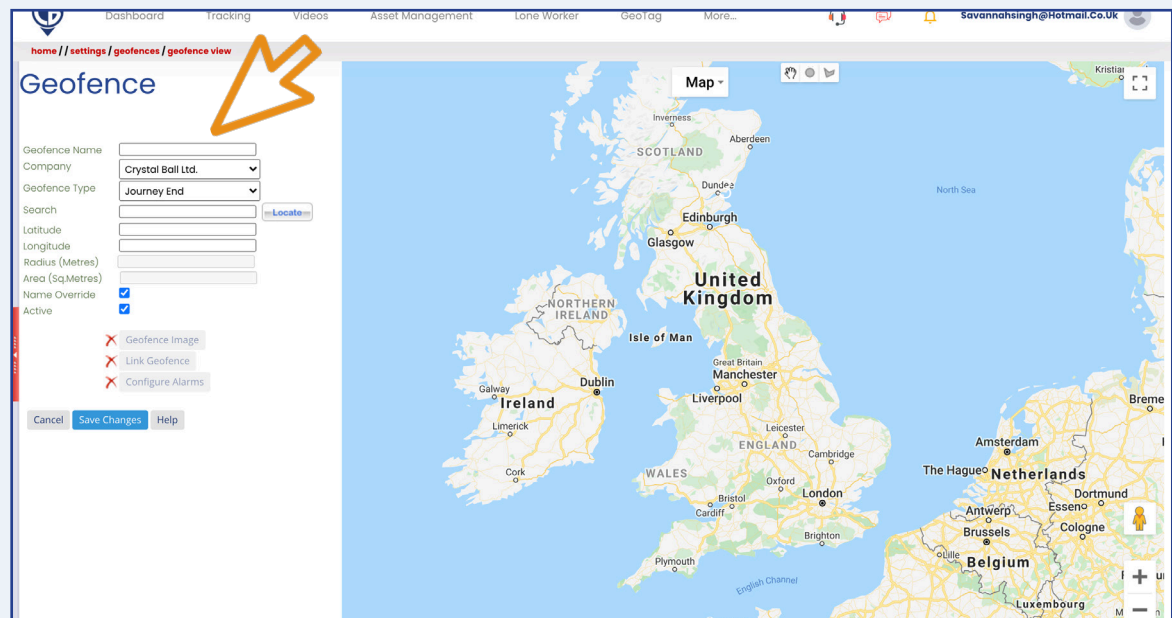 Dashboard Tracking Videos Asset Management Lone Worker GeoTag More... Savannahsingh@Hotmail.Co.Uk
home // settings / geofences / geofence view
Geofence
Geofence Name
Company Crystal Ball Ltd.
Geofence Type Journey End
Search Locate
Latitude
Longitude
Radius (Metres)
Area (Sq.Metres)
Name Override
Active
Geofence Image
Link Geofence
Configure Alarms
Cancel Save Changes Help
Map
Inverness
Aberdeen
SCOTLAND
Dundee
North Sea
Edinburgh
Glasgow
United
Kingdom
NORTHERN
IRELAND
Isle of Man
Great Britain
Manchester
Galway
Dublin
Liverpool
Ireland
Limerick
Leicester
ENGLAND
Cambridge
Amsterdam
Cork
WALES
Oxford
The Hague
Netherlands
Bristol
London
Dortmund
Cardiff
Antwerp
Essen
Brighton
Brussels
Cologne
Lille
Belgium
Plymouth
English Channel
Luxembourg